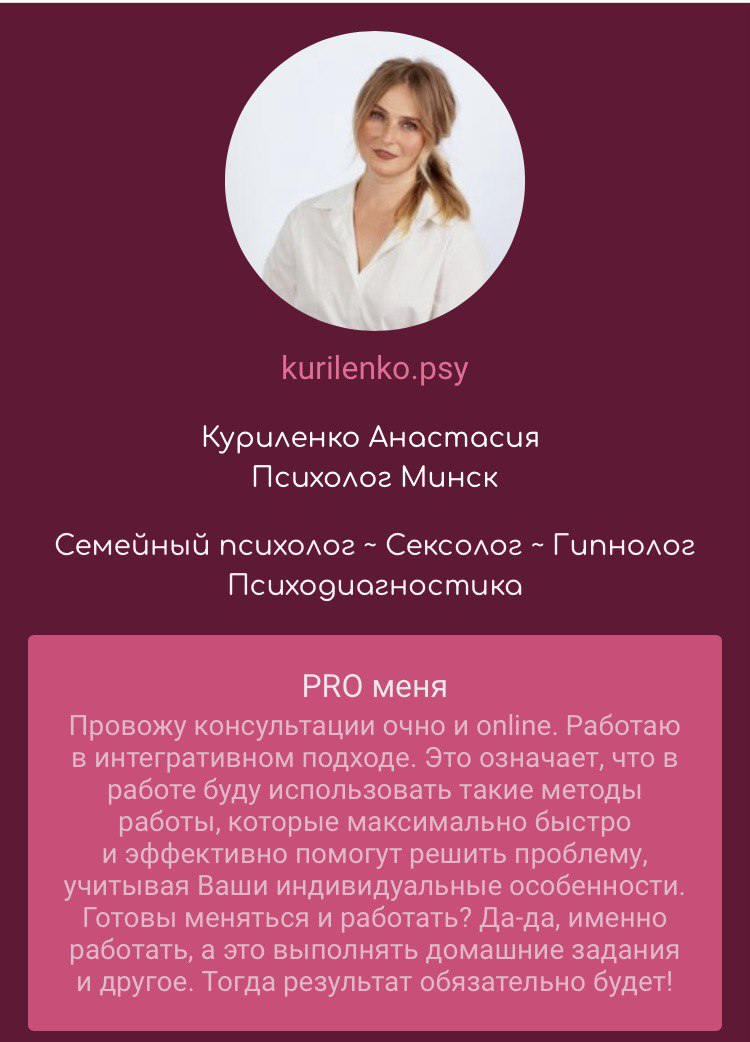 kurilenko.psy
Куриленко Анастасия
Психолог Минск
Семейный психолог ~ Сексолог ~ Гипнолог
Психодиагностика
PRO меня
Провожу консультации очно и online. Работаю
в интегративном подходе. Это означает, что в
работе буду использовать такие методы
работы, которые максимально быстро
и эффективно помогут решить проблему,
учитывая Ваши индивидуальные особенности.
Готовы меняться и работать? Да-да, именно
работать, а это выполнять домашние задания
и другое. Тогда результат обязательно будет!